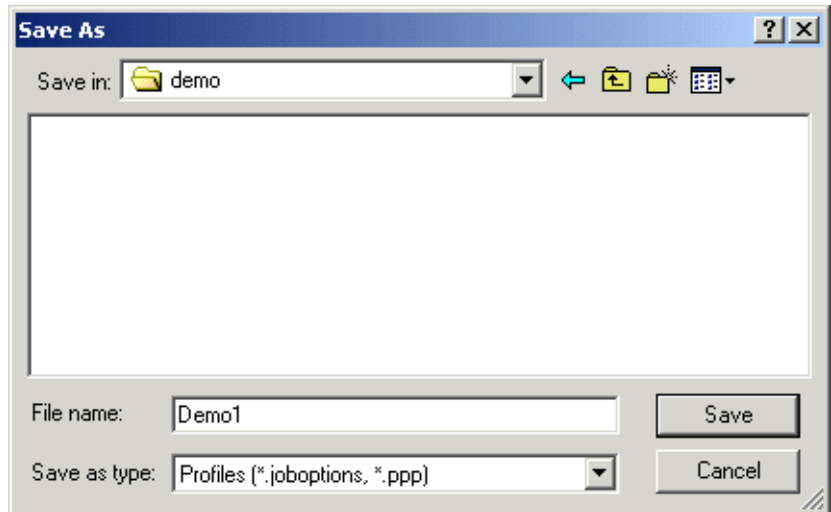 Save As
Save in: demo
File name: Demo1 Save
Save as type: Profiles (*.joboptions, *.ppp) Cancel